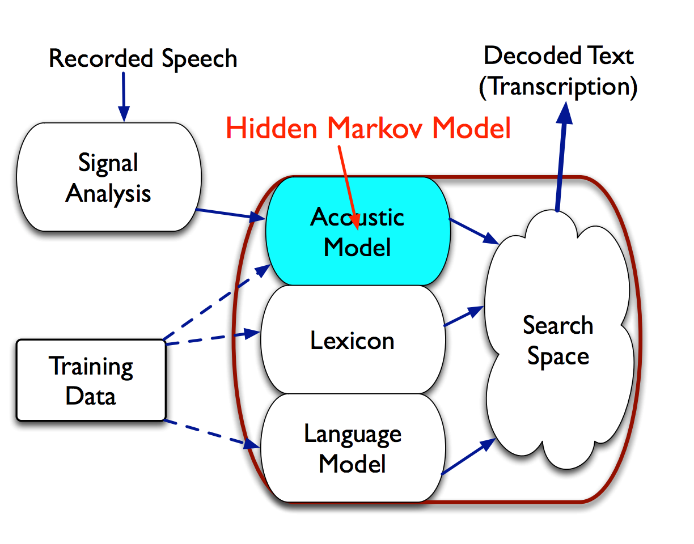 Recorded Speech
Decoded Text
(Transcription)
Hidden Markov Model
Signal
Analysis
Acoustic
Model
Lexicon
Search
Space
Training
Data
Language
Model